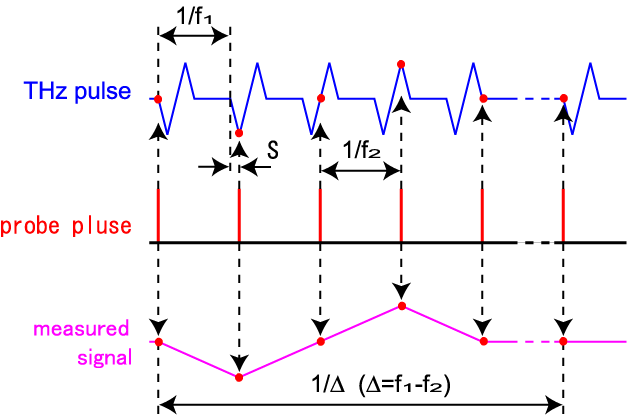 1/f₁
THz pulse
S
1/f₂
probe pluse
measured
signal
1/Δ (Δ=f₁-f₂)